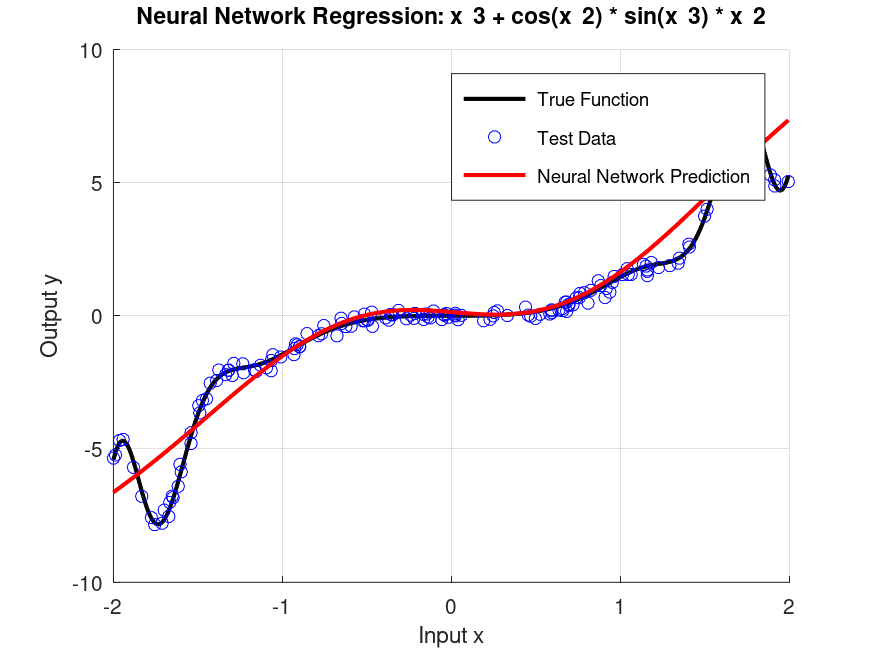 Neural Network Regression: x 3 + cos(x 2) * sin(x 3) * x 2
10
5
0
-5
-10
-2
-1
0
1
2
Output y
Input x
True Function
Test Data
Neural Network Prediction